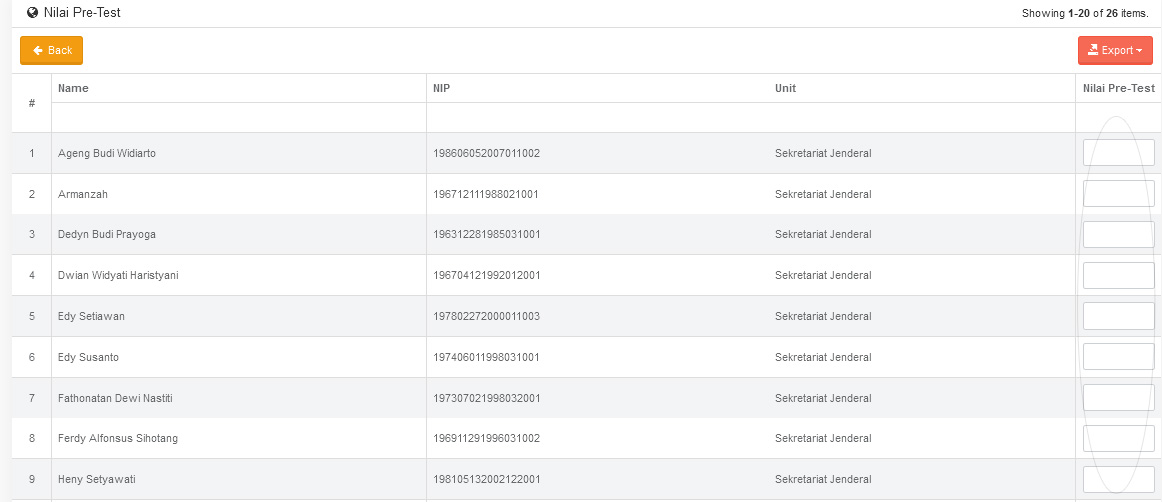 Nilai Pre-Test
Showing 1-20 of 26 items.
Back
Export
# Name NIP Unit Nilai Pre-Test
1 Ageng Budi Widiarto 198606052007011002 Sekretariat Jenderal
2 Armanzah 196712111988021001 Sekretariat Jenderal
3 Dedyn Budi Prayoga 196312281985031001 Sekretariat Jenderal
4 Dwian Widyati Haristyani 196704121992012001 Sekretariat Jenderal
5 Edy Setiawan 197802272000011003 Sekretariat Jenderal
6 Edy Susanto 197406011998031001 Sekretariat Jenderal
7 Fathonatan Dewi Nastiti 197307021998032001 Sekretariat Jenderal
8 Ferdy Alfonsus Sihotang 196911291996031002 Sekretariat Jenderal
9 Heny Setyawati 198105132002122001 Sekretariat Jenderal